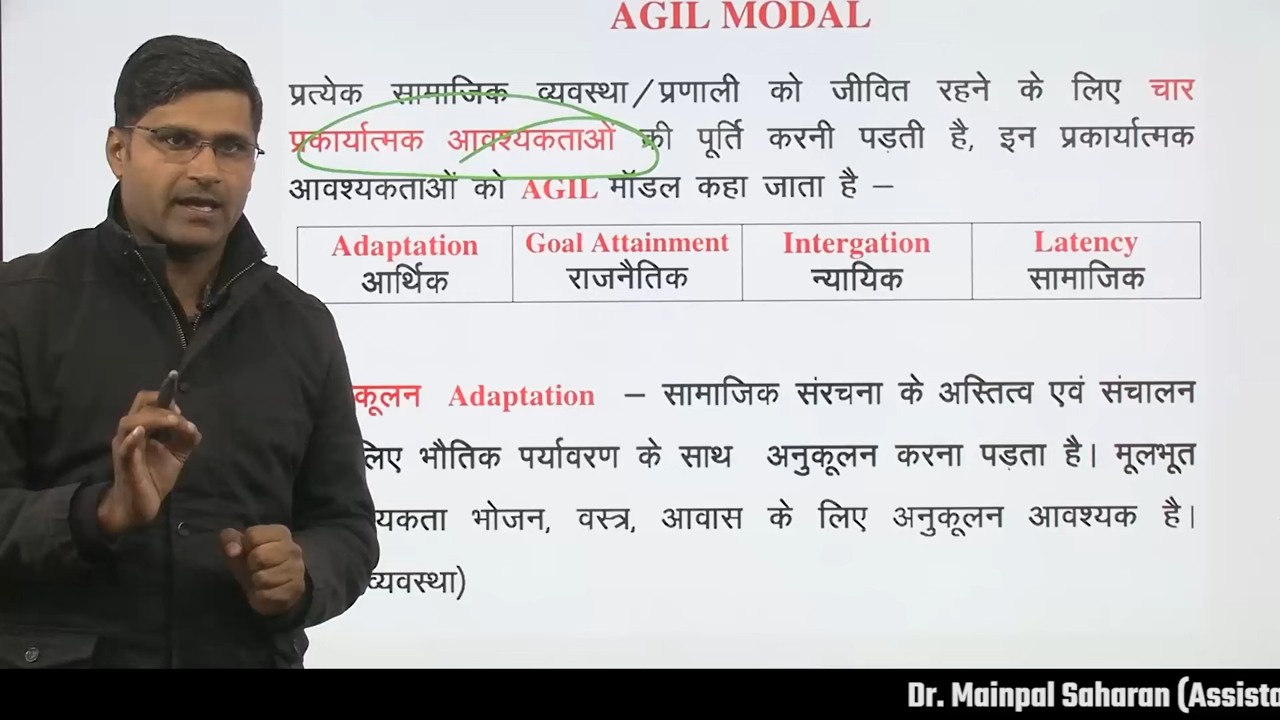 AGIL MODAL
प्रत्येक सामाजिक व्यवस्था/प्रणाली को जीवित रहने के लिए चार
प्रकार्यात्मक आवश्यकताओं की पूर्ति करनी पड़ती है, इन प्रकार्यात्मक
आवश्यकताओं को AGIL मॉडल कहा जाता है –
Adaptation Goal Attainment Intergation Latency
आर्थिक राजनैतिक न्यायिक सामाजिक
कूलन Adaptation – सामाजिक संरचना के अस्तित्व एवं संचालन
लिए भौतिक पर्यावरण के साथ अनुकूलन करना पड़ता है। मूलभूत
यकता भोजन, वस्त्र, आवास के लिए अनुकूलन आवश्यक है।
व्यवस्था)
Dr. Mainpal Saharan (Assista